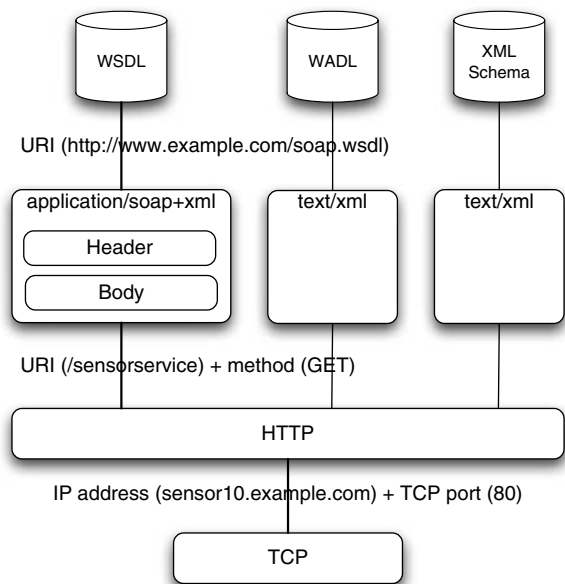 WSDL
WADL
XML
Schema
URI (http://www.example.com/soap.wsdl)
application/soap+xml
text/xml
text/xml
Header
Body
URI (/sensorservice) + method (GET)
HTTP
IP address (sensor10.example.com) + TCP port (80)
TCP